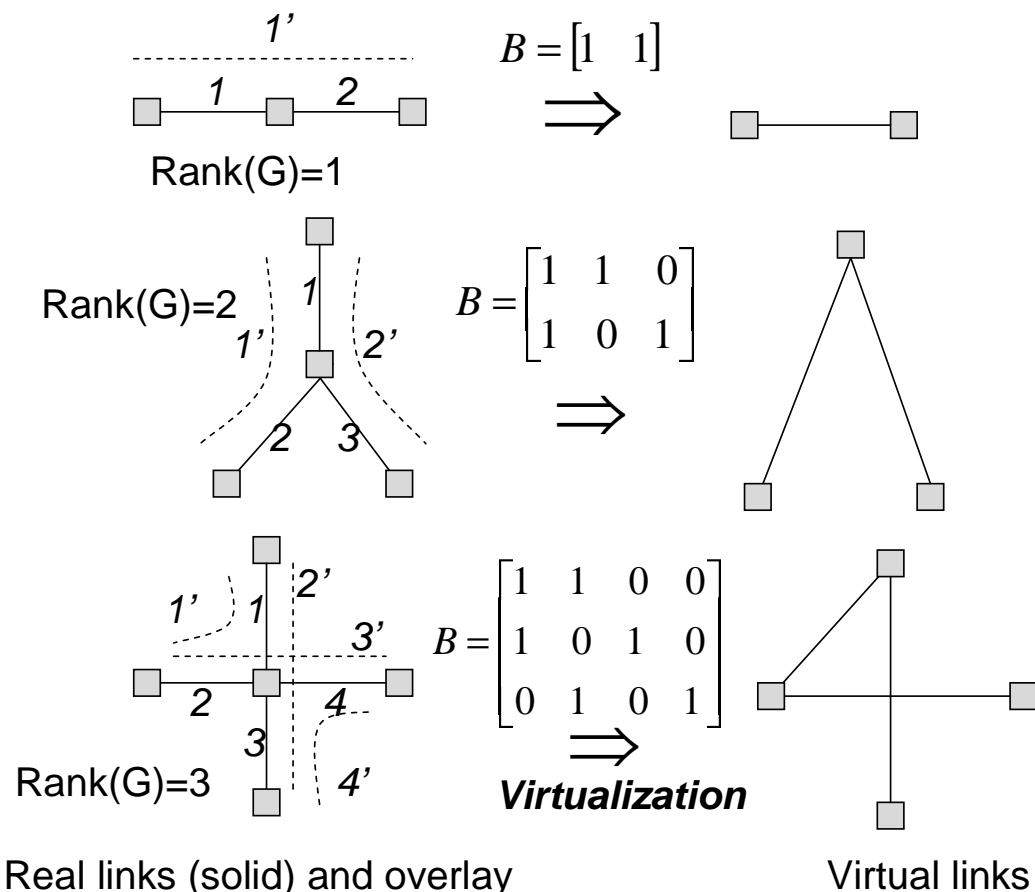 1’
1 2
B = [1 1]
⇒
Rank(G)=1
Rank(G)=2
1
1’ 2’
2 3
B = [1 1 0
1 0 1]
⇒
1’ 1 2’
3’
2 4
3
4’
Rank(G)=3
B = [1 1 0 0
1 0 1 0
0 1 0 1]
⇒
Virtualization
Real links (solid) and overlay
Virtual links